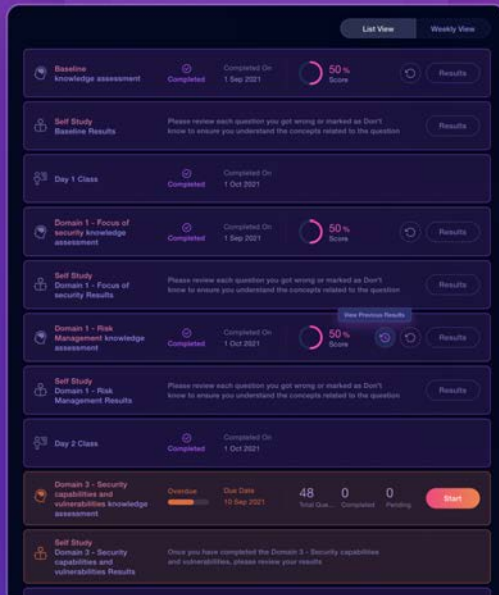 List View
Weekly View
Baseline
knowledge assessment
Completed
Completed On
1 Sep 2021
50 %
Score
Results
Self Study
Baseline Results
Please review each question you got wrong or marked as Don't
know to ensure you understand the concepts related to the question
Results
Day 1 Class
Completed
Completed On
1 Oct 2021
Domain 1 - Focus of
security knowledge
assessment
Completed
Completed On
1 Sep 2021
50 %
Score
Results
Self Study
Domain 1 - Focus of
security Results
Please review each question you got wrong or marked as Don't
know to ensure you understand the concepts related to the question
Results
View Previous Results
Domain 1 - Risk
Management knowledge
assessment
Completed
Completed On
1 Oct 2021
50 %
Score
Results
Self Study
Domain 1 - Risk
Management Results
Please review each question you got wrong or marked as Don't
know to ensure you understand the concepts related to the question
Results
Day 2 Class
Completed
Completed On
1 Oct 2021
Domain 3 - Security
capabilities and
vulnerabilities knowledge
assessment
Overdue
Due Date
10 Sep 2021
48
Total Que...
0
Completed
0
Pending
Start
Self Study
Domain 3 - Security
capabilities and
vulnerabilities Results
Once you have completed the Domain 3 - Security capabilities
and vulnerabilities, please review your results